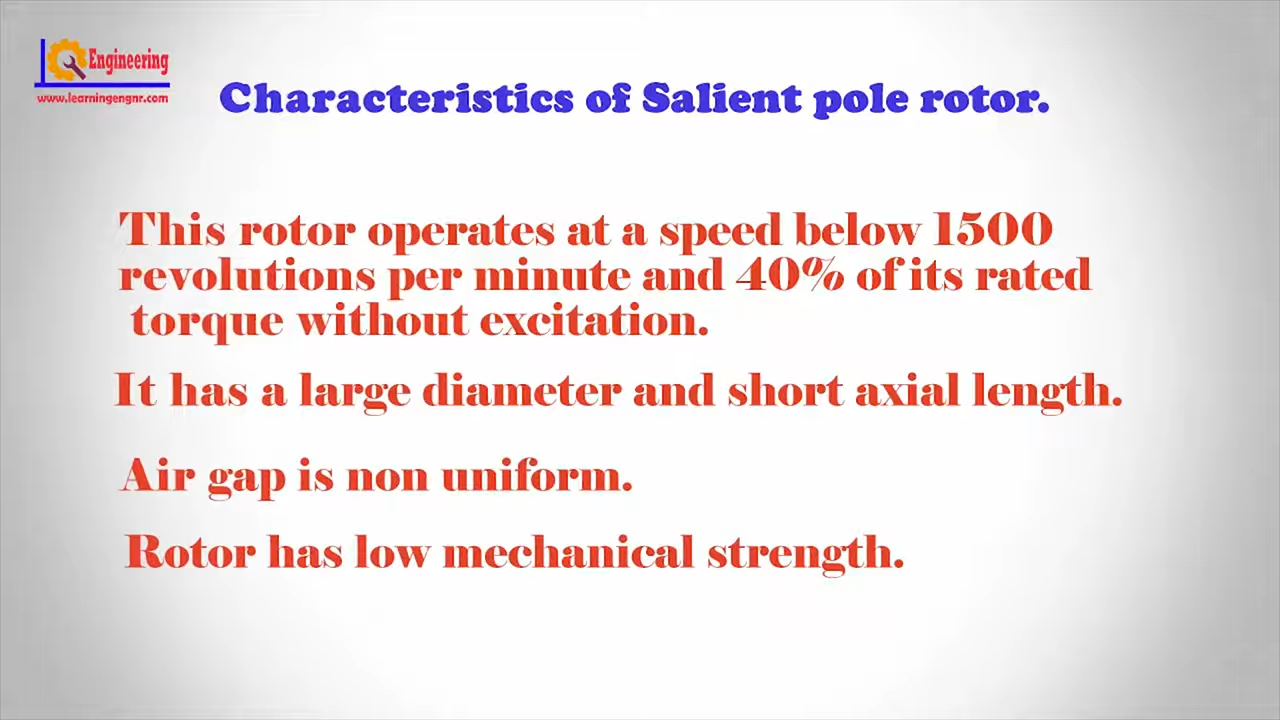 Engineering
www.learningengnr.com
Characteristics of Salient pole rotor.
This rotor operates at a speed below 1500
revolutions per minute and 40% of its rated
torque without excitation.
It has a large diameter and short axial length.
Air gap is non uniform.
Rotor has low mechanical strength.